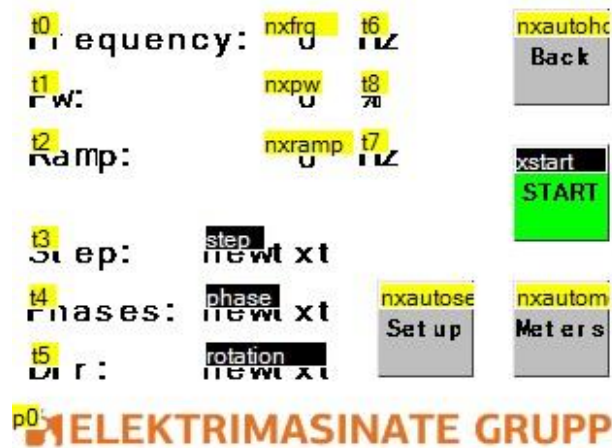 t0 nxfrq t6 nxautoho
Frequency: 0 Hz Back
t1 nxpw t8
Pw: 0 %
t2 nxramp t7 xstart
Ramp: 0 Hz START
t3 step
Step: newtxt
t4 phase nxautose nxautom
Phases: newtxt Setup Meters
t5 rotation
Dir: newtxt
p0 ELEKTRIMASINATE GRUPP